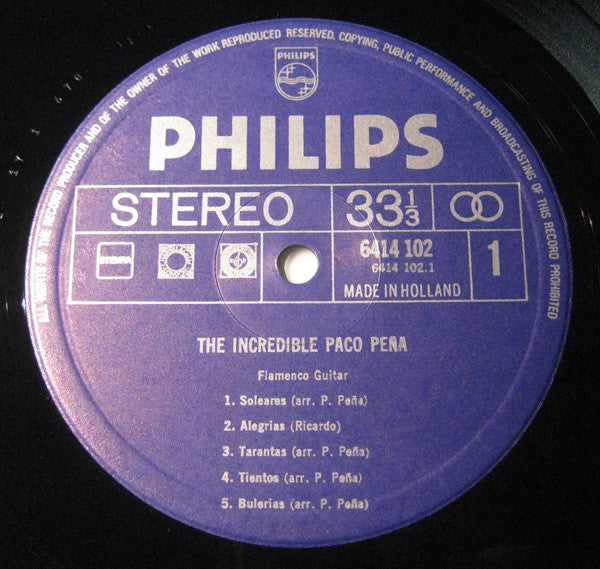 ALL RIGHTS OF THE RECORD PRODUCER AND OF THE OWNER OF THE WORK REPRODUCED RESERVED. COPYING, PUBLIC PERFORMANCE AND BROADCASTING OF THIS RECORD PROHIBITED
PHILIPS
PHILIPS
STEREO 33 1/3
STEMRA 6414 102 1
6414 102.1
MADE IN HOLLAND
THE INCREDIBLE PACO PEÑA
Flamenco Guitar
1. Soleares (arr. P. Peña)
2. Alegrias (Ricardo)
3. Tarantas (arr. P. Peña)
4. Tientos (arr. P. Peña)
5. Bulerias (arr. P. Peña)